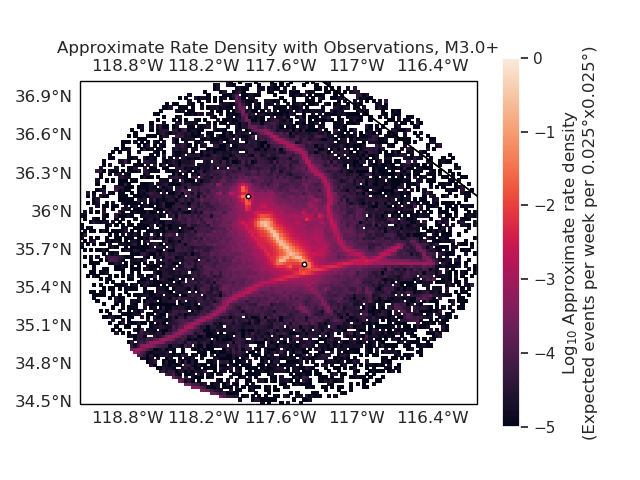 Approximate Rate Density with Observations, M3.0+
118.8°W 118.2°W 117.6°W 117°W 116.4°W
36.9°N
36.6°N
36.3°N
36°N
35.7°N
35.4°N
35.1°N
34.8°N
34.5°N
118.8°W 118.2°W 117.6°W 117°W 116.4°W
0
−1
−2
−3
−4
−5
Log10 Approximate rate density
(Expected events per week per 0.025°x0.025°)